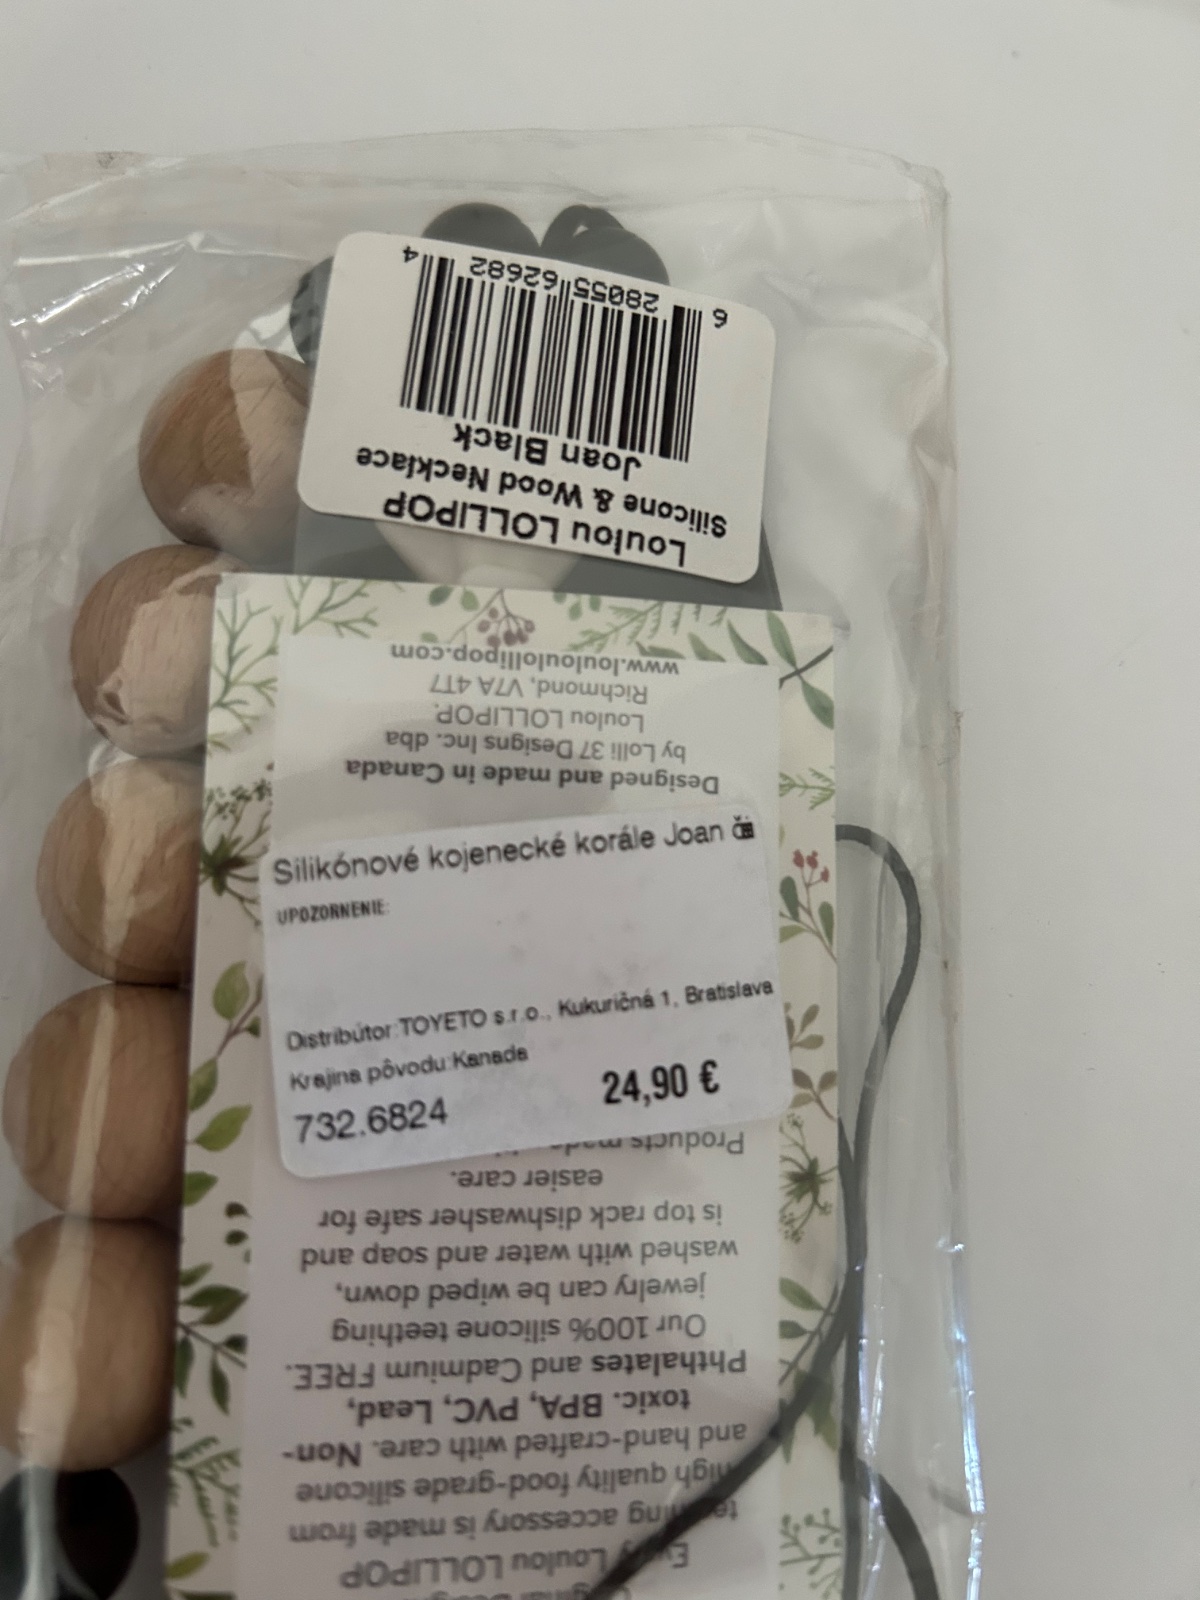 Silikónové kojenecké korále Joan
UPOZORNENIE:
Distribútor:TOYETO s.r.o., Kukuričná 1, Bratislava
Krajina pôvodu:Kanada
732.6824
24,90 €
Every Loulou LOLLIPOP
teething accessory is made from
high quality food-grade silicone
and hand-crafted with care. Non-
toxic. BPA, PVC, Lead,
Phthalates and Cadmium FREE.
Our 100% silicone teething
jewelry can be wiped down,
washed with water and soap and
is top rack dishwasher safe for
easier care.
Products made
Designed and made in Canada
by Lolli 37 Designs Inc. dba
Loulou LOLLIPOP.
Richmond, V7A 4T7
www.loulouloullipop.com
Loulou LOLLIPOP
Silicone & Wood Necklace
Joan Black
6 28055 62682 4